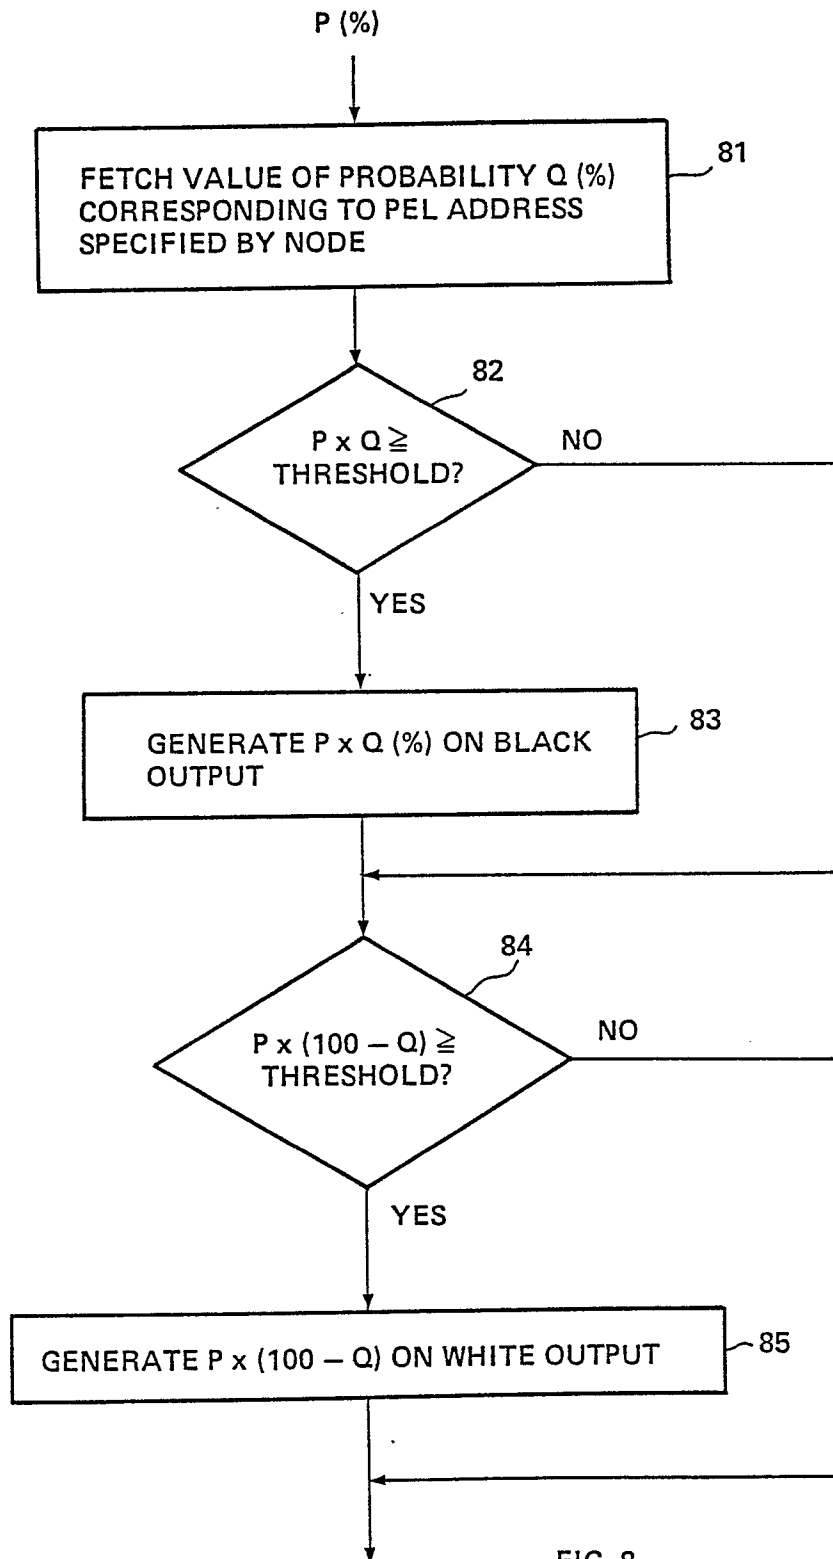 P (%)
81
FETCH VALUE OF PROBABILITY Q (%)
CORRESPONDING TO PEL ADDRESS
SPECIFIED BY NODE
82
P x Q ≧
THRESHOLD?
NO
YES
83
GENERATE P x Q (%) ON BLACK
OUTPUT
84
P x (100 — Q) ≧
THRESHOLD?
NO
YES
GENERATE P x (100 — Q) ON WHITE OUTPUT
85
FIG. 8